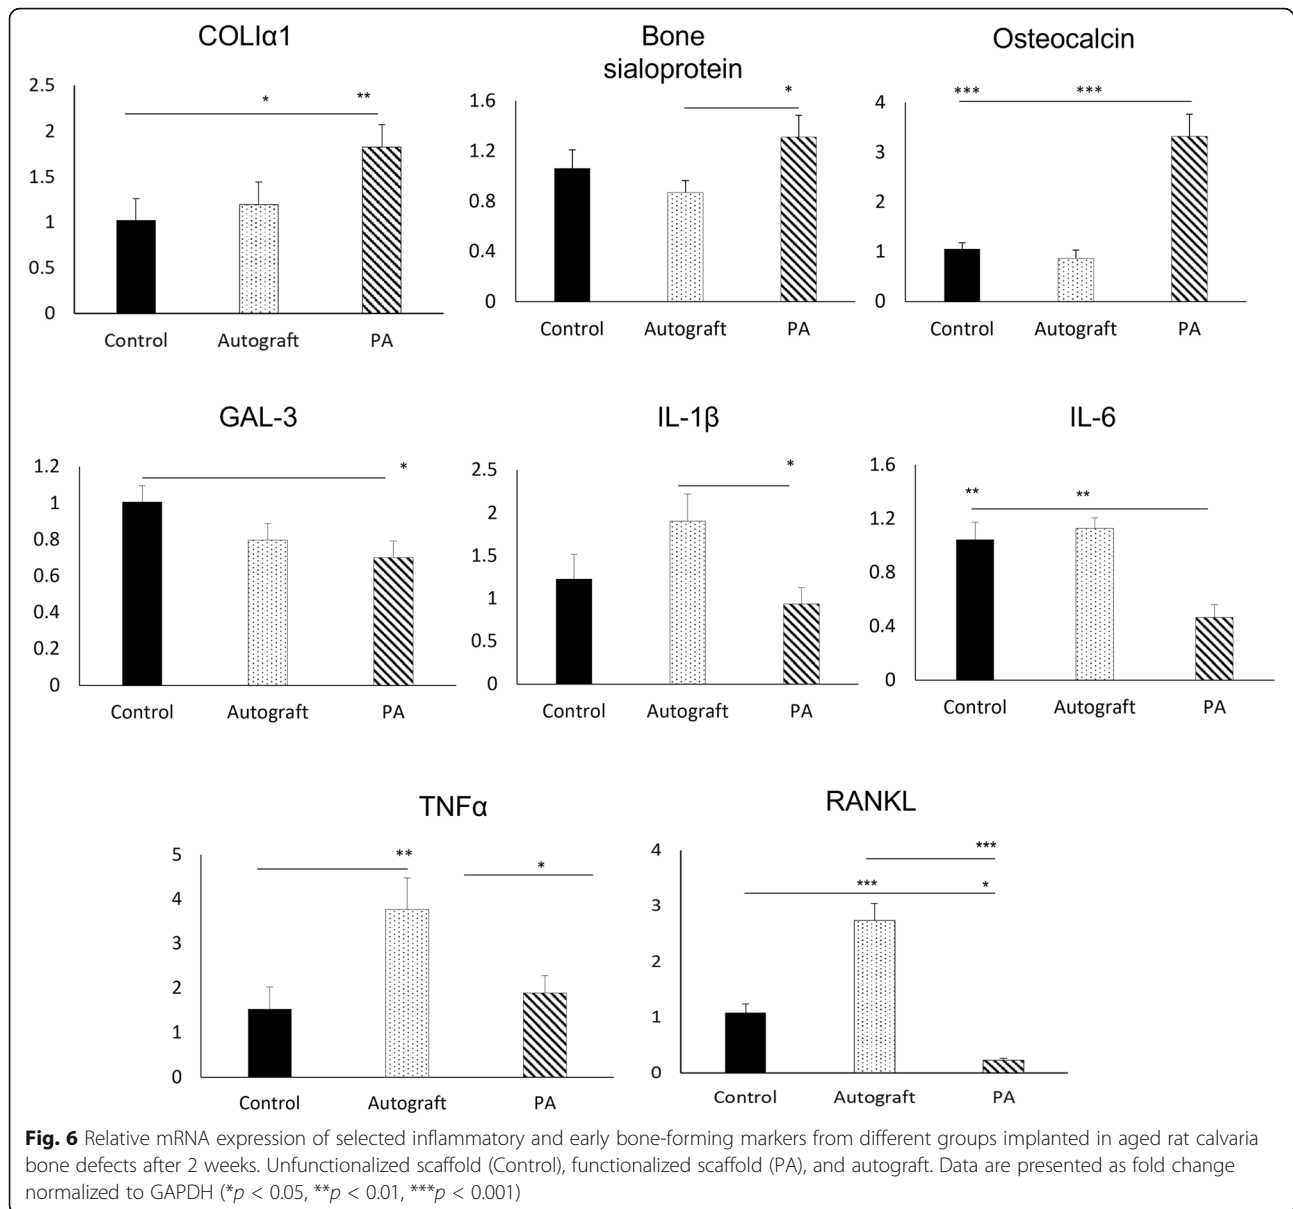 COLIα1
2.5
2
1.5
1
0.5
0
* **
Control Autograft PA
Bone
sialoprotein
1.6
1.2
0.8
0.4
0
*
Control Autograft PA
Osteocalcin
4
3
2
1
0
*** ***
Control Autograft PA
GAL-3
1.2
1
0.8
0.6
0.4
0.2
0
*
Control Autograft PA
IL-1β
2.5
2
1.5
1
0.5
0
*
Control Autograft PA
IL-6
1.6
1.2
0.8
0.4
0
** **
Control Autograft PA
TNFα
5
4
3
2
1
0
** *
Control Autograft PA
RANKL
4
3
2
1
0
***
*** *
Control Autograft PA
Fig. 6 Relative mRNA expression of selected inflammatory and early bone-forming markers from different groups implanted in aged rat calvaria
bone defects after 2 weeks. Unfunctionalized scaffold (Control), functionalized scaffold (PA), and autograft. Data are presented as fold change
normalized to GAPDH (*p < 0.05, **p < 0.01, ***p < 0.001)